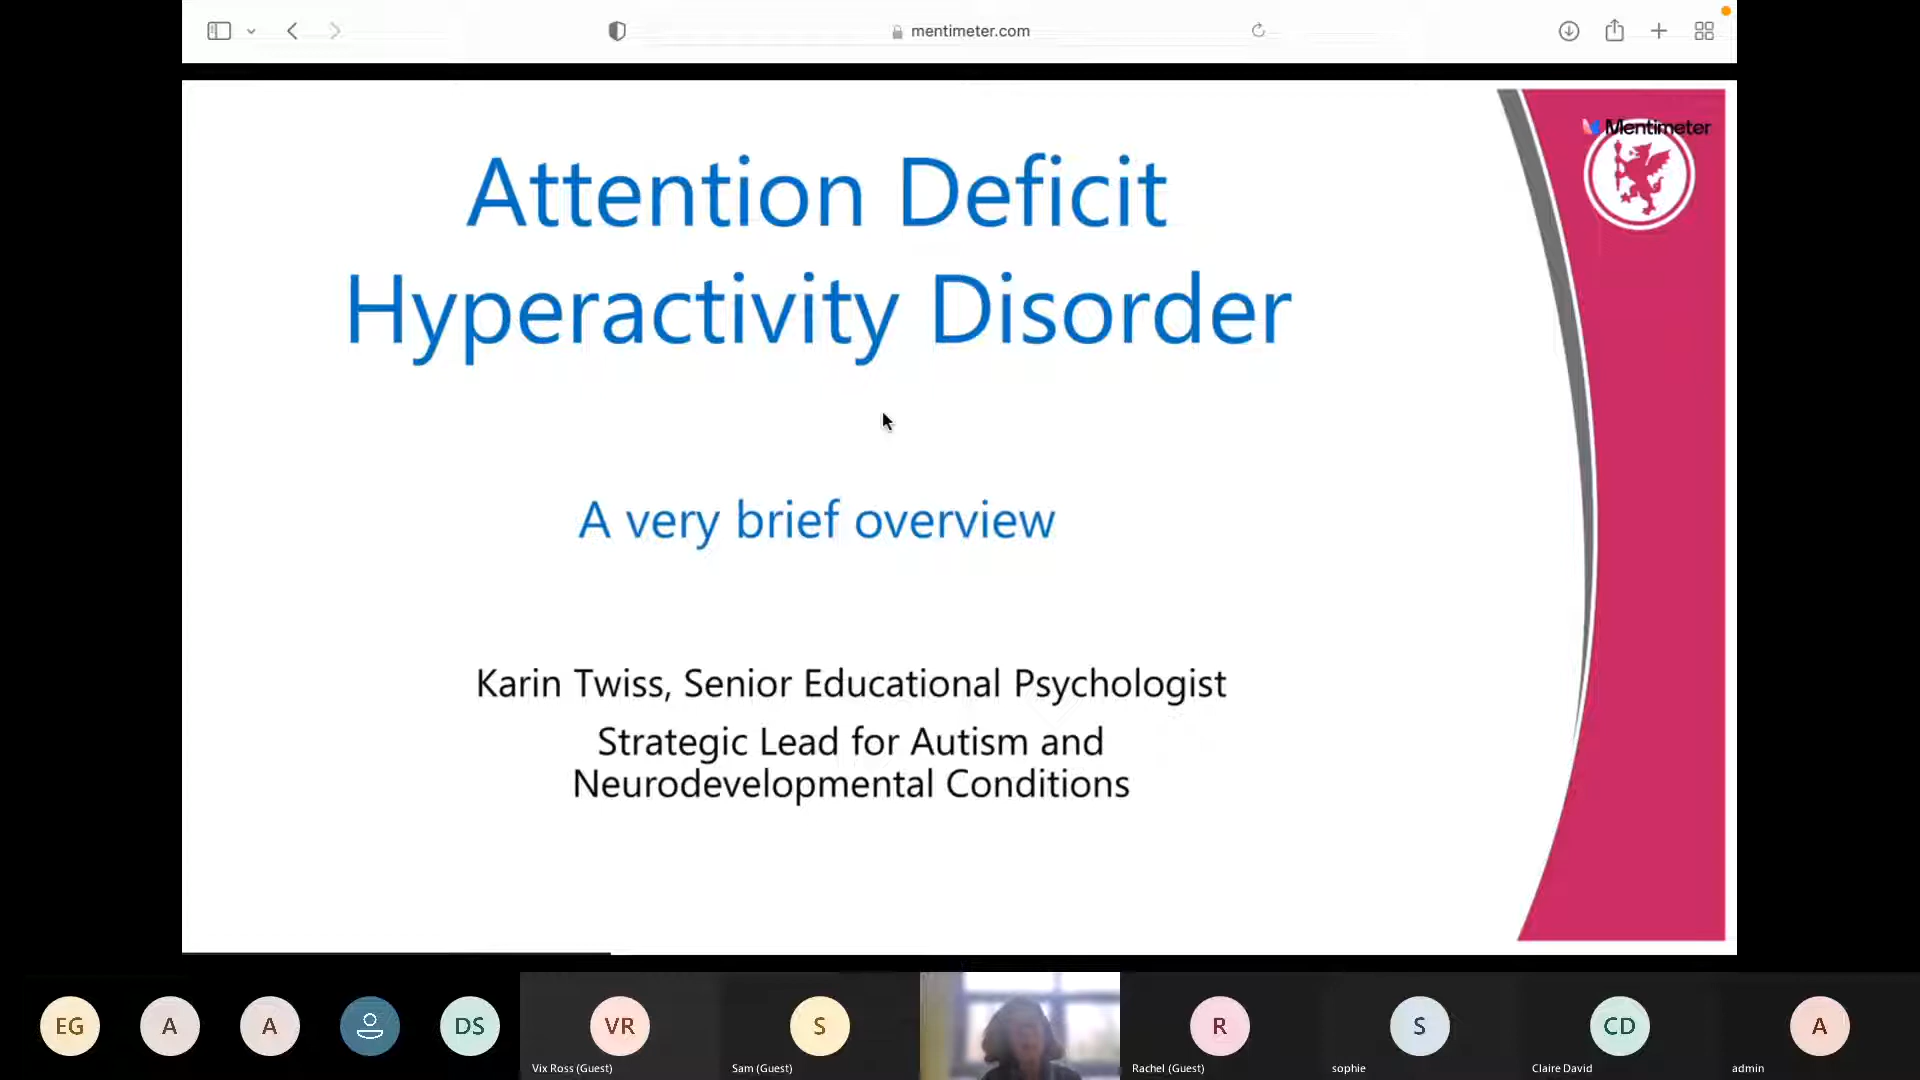 mentimeter.com
Mentimeter
Attention Deficit
Hyperactivity Disorder
A very brief overview
Karin Twiss, Senior Educational Psychologist
Strategic Lead for Autism and
Neurodevelopmental Conditions
EG
A
A
DS
VR
S
R
S
CD
A
Vix Ross (Guest)
Sam (Guest)
Rachel (Guest)
sophie
Claire David
admin